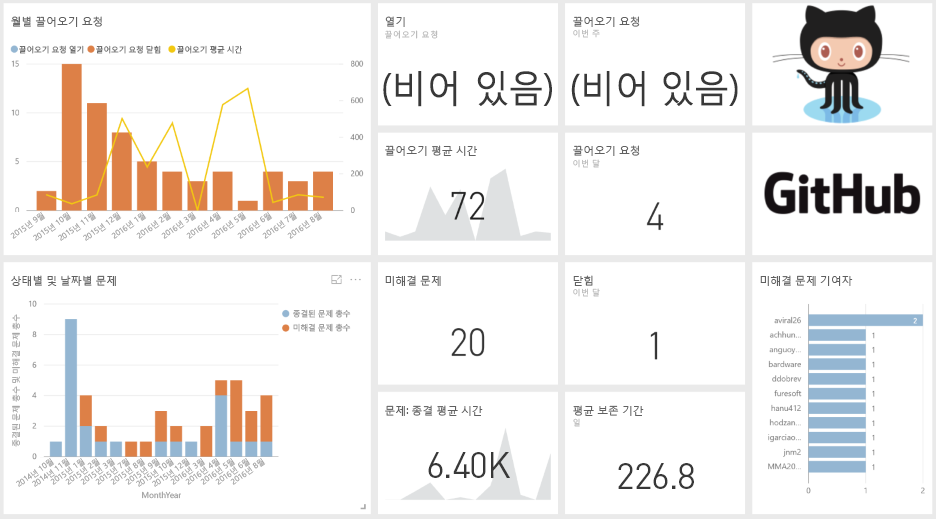 월별 끌어오기 요청
끌어오기 요청 열기 끌어오기 요청 닫힘 끌어오기 평균 시간
15
10
5
0
800
600
400
200
0
2015년 9월
2015년 10월
2015년 11월
2015년 12월
2016년 1월
2016년 2월
2016년 3월
2016년 4월
2016년 5월
2016년 6월
2016년 7월
2016년 8월
열기
끌어오기 요청
(비어 있음)
끌어오기 요청
이번 주
(비어 있음)
끌어오기 평균 시간
72
끌어오기 요청
이번 달
4
GitHub
상태별 및 날짜별 문제
종결된 문제 총수
미해결 문제 총수
종결된 문제 총수 및 미해결 문제 총수
10
8
6
4
2
0
2014년 10월
2014년 11월
2015년 1월
2015년 2월
2015년 3월
2015년 7월
2015년 8월
2015년 9월
2015년 10월
2015년 12월
2016년 3월
2016년 4월
2016년 5월
2016년 6월
2016년 8월
MonthYear
미해결 문제
20
닫힘
이번 달
1
문제: 종결 평균 시간
6.40K
평균 보존 기간
일
226.8
미해결 문제 기여자
aviral26 2
achhun... 1
anguoy... 1
bardware 1
ddobrev 1
furesoft 1
hanu412 1
hodzan... 1
igarciao... 1
jnm2 1
MMA20... 1
0 1 2